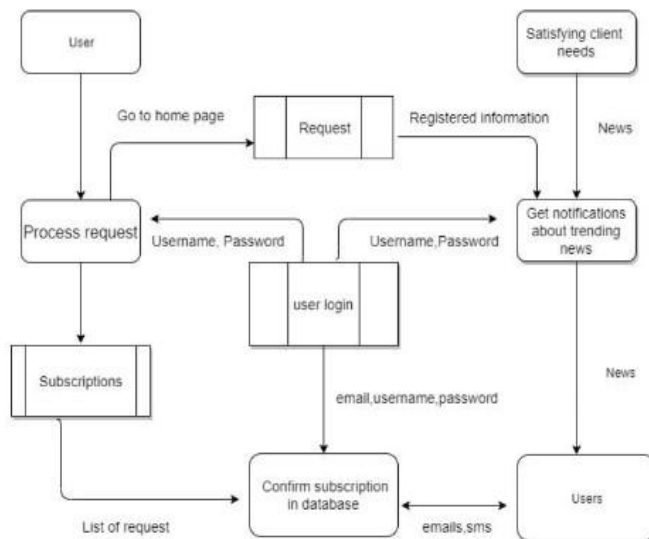 User
Satisfying client
needs
Go to home page
Request
Registered information
News
Process request
Username, Password
Username,Password
Get notifications
about trending
news
user login
Subscriptions
email,username,password
News
Confirm subscription
in database
Users
List of request
emails,sms